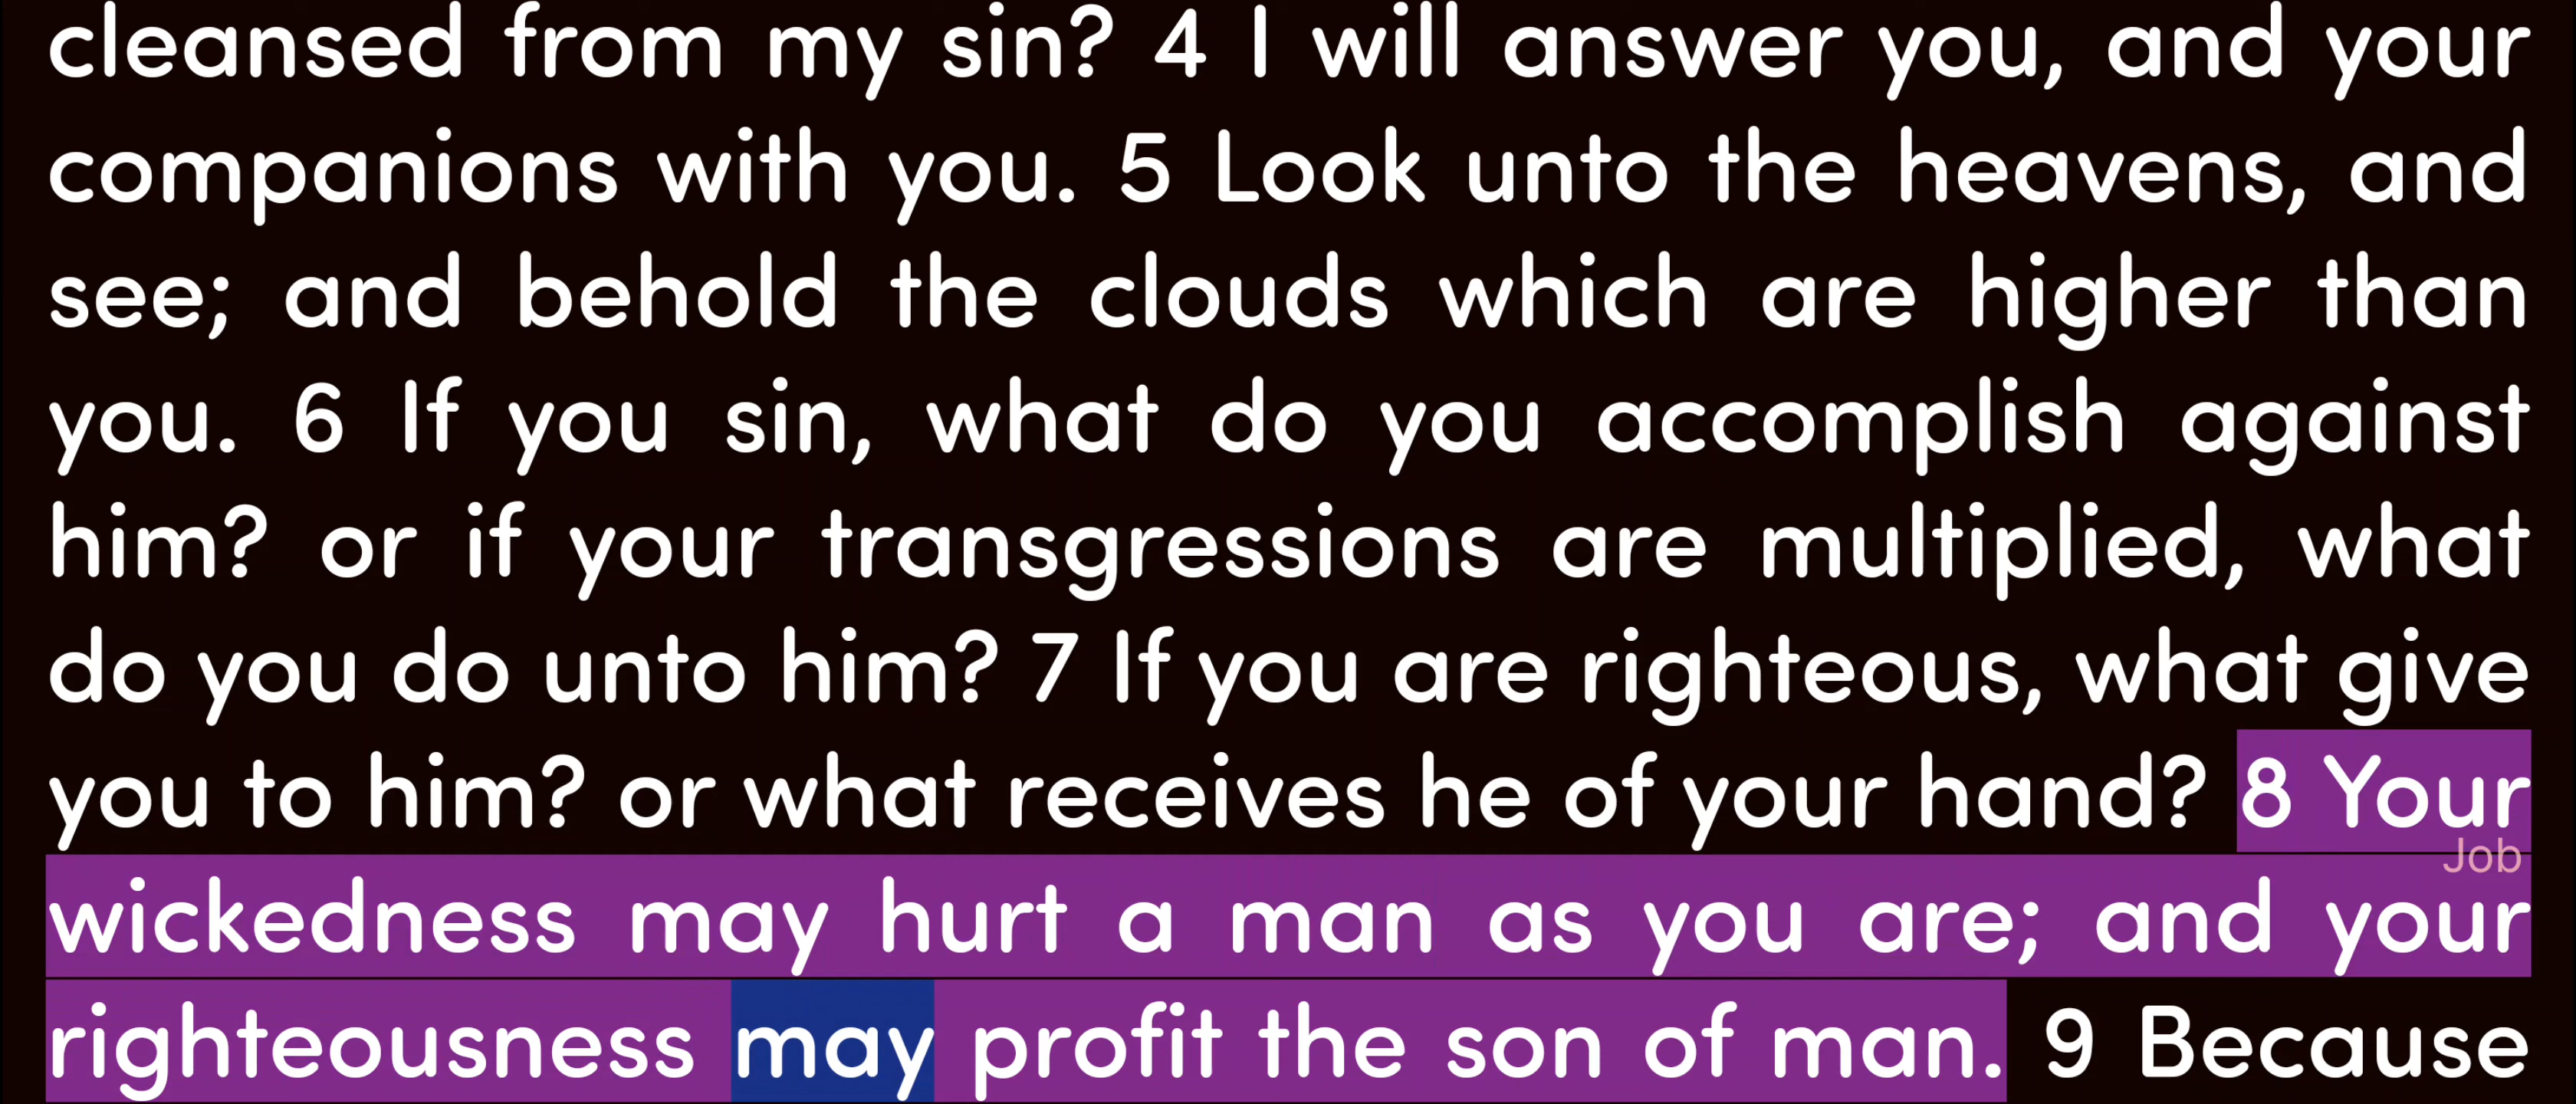 cleansed from my sin? 4 I will answer you, and your
companions with you. 5 Look unto the heavens, and
see; and behold the clouds which are higher than
you. 6 If you sin, what do you accomplish against
him? or if your transgressions are multiplied, what
do you do unto him? 7 If you are righteous, what give
you to him? or what receives he of your hand? 8 Your
Job
wickedness may hurt a man as you are; and your
righteousness may profit the son of man. 9 Because